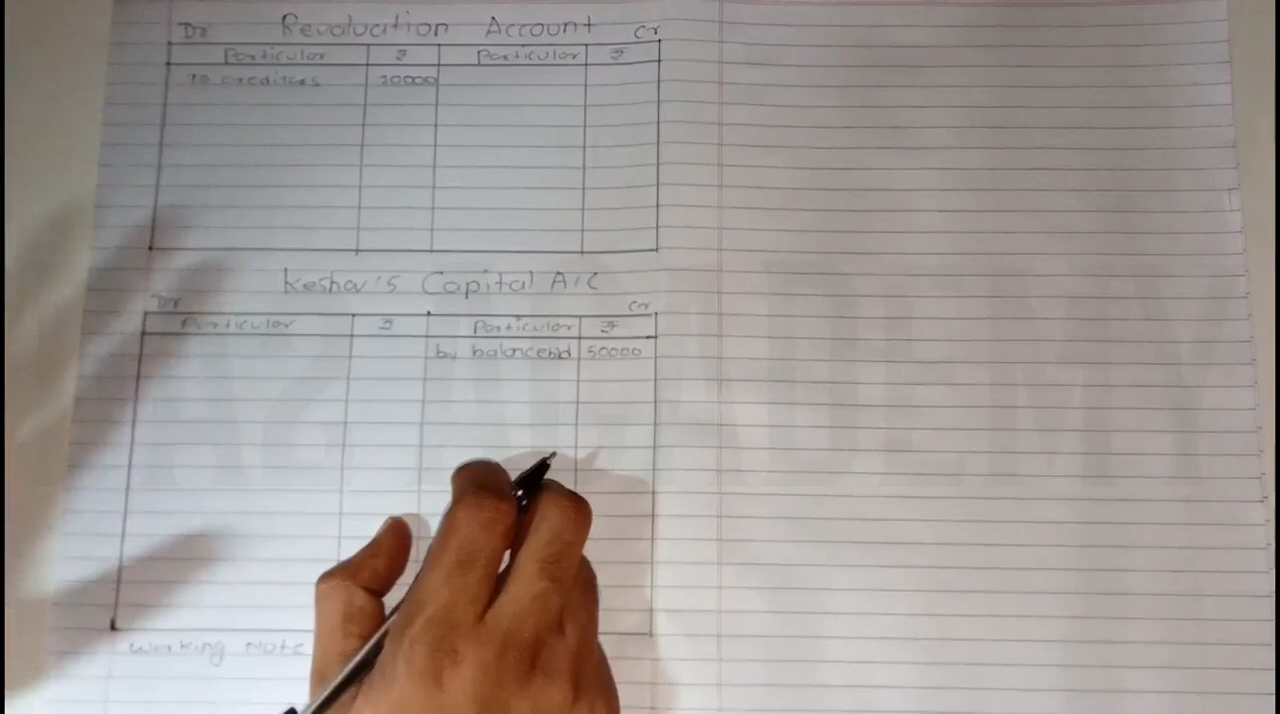 Dr Revaluation Account Cr
Particular ₹ Particular ₹
To creditors 10000
Keshav's Capital A/C
Dr Cr
Particular ₹ Particular ₹
by balance b/d 50000
Working Note